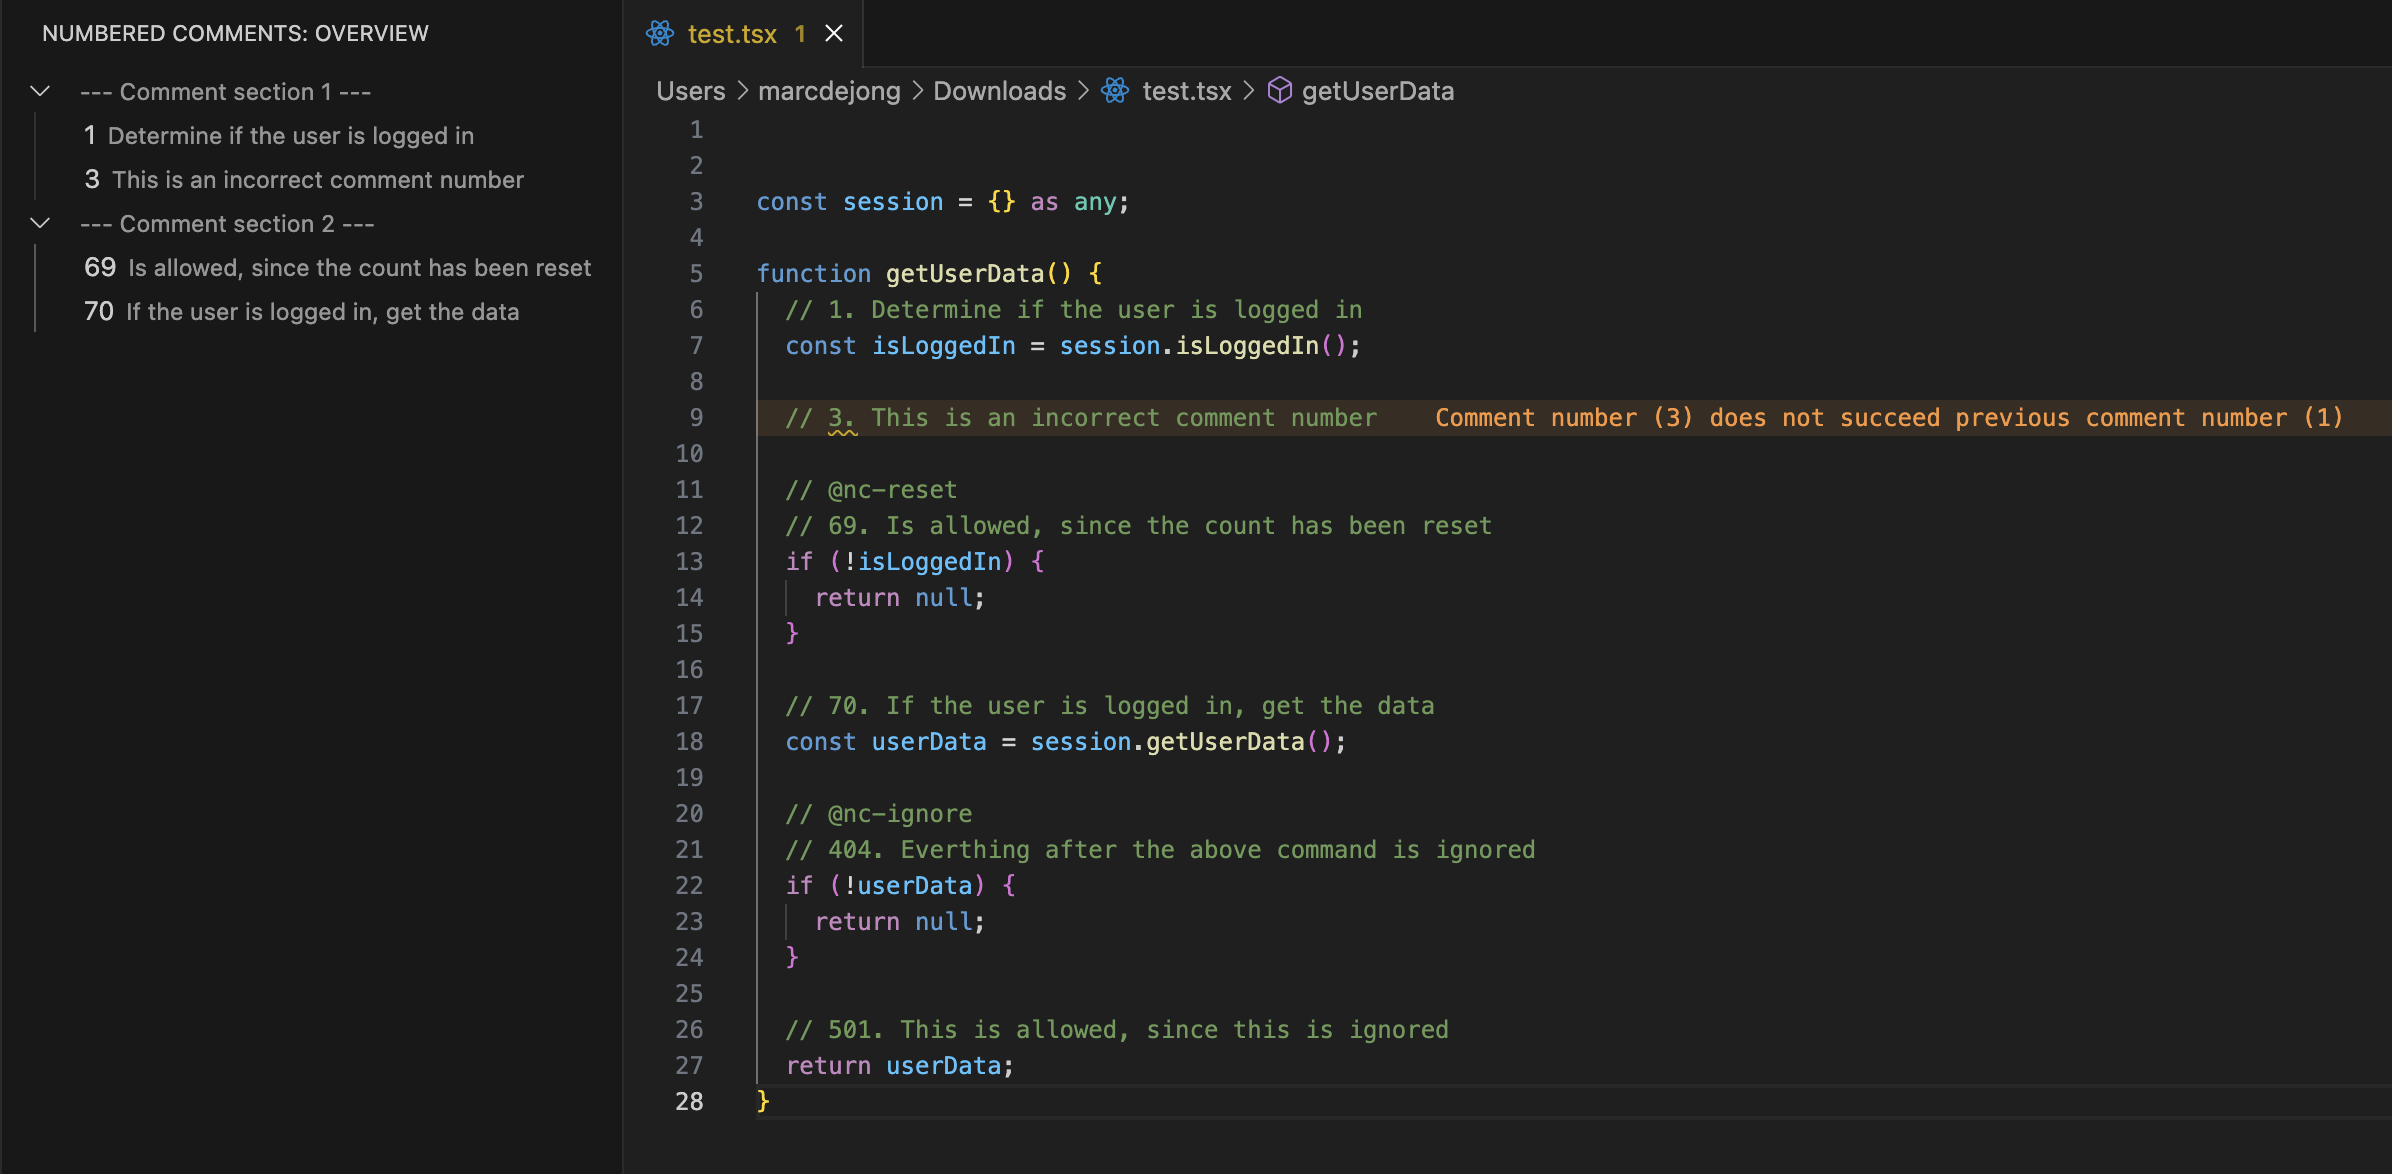 NUMBERED COMMENTS: OVERVIEW
--- Comment section 1 ---
1 Determine if the user is logged in
3 This is an incorrect comment number
--- Comment section 2 ---
69 Is allowed, since the count has been reset
70 If the user is logged in, get the data
test.tsx 1
Users > marcdejong > Downloads > test.tsx > getUserData
1
2
3 const session = {} as any;
4
5 function getUserData() {
6 // 1. Determine if the user is logged in
7 const isLoggedIn = session.isLoggedIn();
8
9 // 3. This is an incorrect comment number Comment number (3) does not succeed previous comment number (1)
10
11 // @nc-reset
12 // 69. Is allowed, since the count has been reset
13 if (!isLoggedIn) {
14 return null;
15 }
16
17 // 70. If the user is logged in, get the data
18 const userData = session.getUserData();
19
20 // @nc-ignore
21 // 404. Everthing after the above command is ignored
22 if (!userData) {
23 return null;
24 }
25
26 // 501. This is allowed, since this is ignored
27 return userData;
28 }